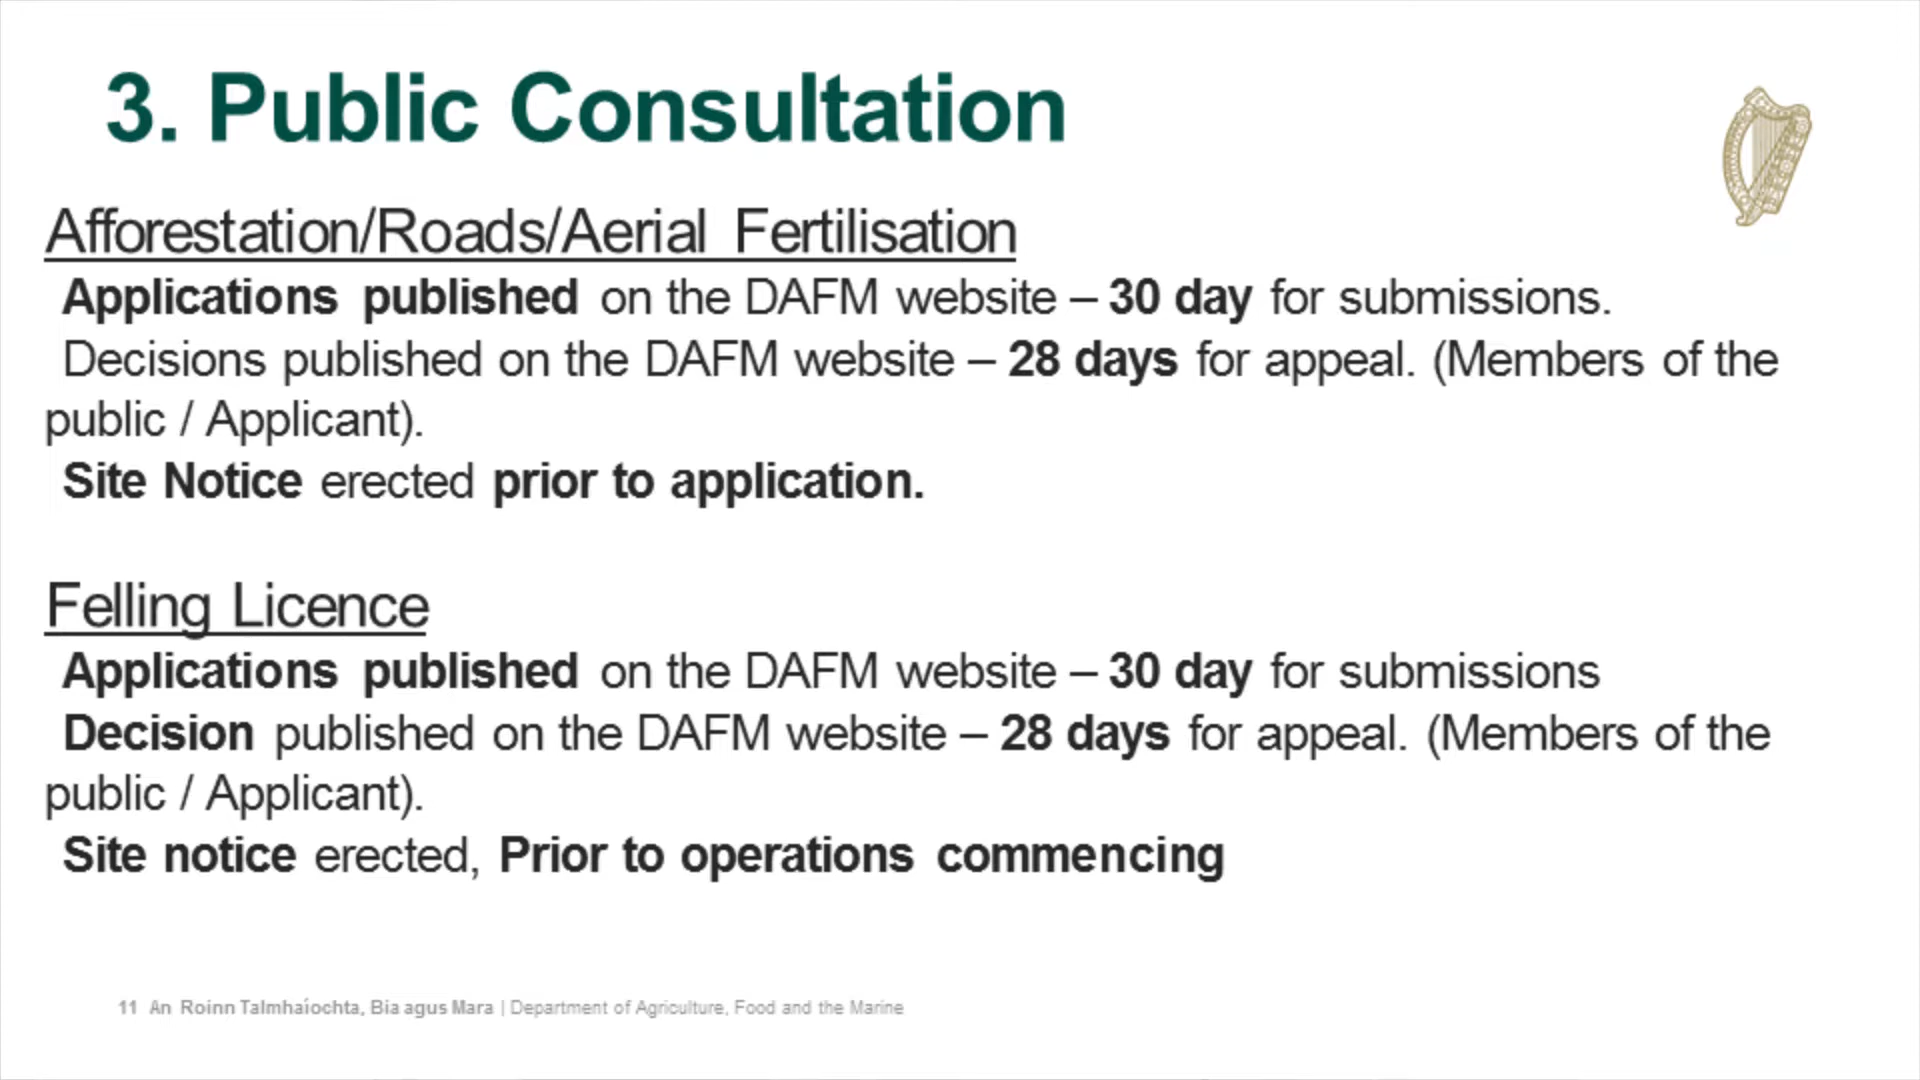 3. Public Consultation
Afforestation/Roads/Aerial Fertilisation
Applications published on the DAFM website – 30 day for submissions.
Decisions published on the DAFM website – 28 days for appeal. (Members of the
public / Applicant).
Site Notice erected prior to application.
Felling Licence
Applications published on the DAFM website – 30 day for submissions
Decision published on the DAFM website – 28 days for appeal. (Members of the
public / Applicant).
Site notice erected, Prior to operations commencing
11 An Roinn Talmhaíochta, Bia agus Mara | Department of Agriculture, Food and the Marine